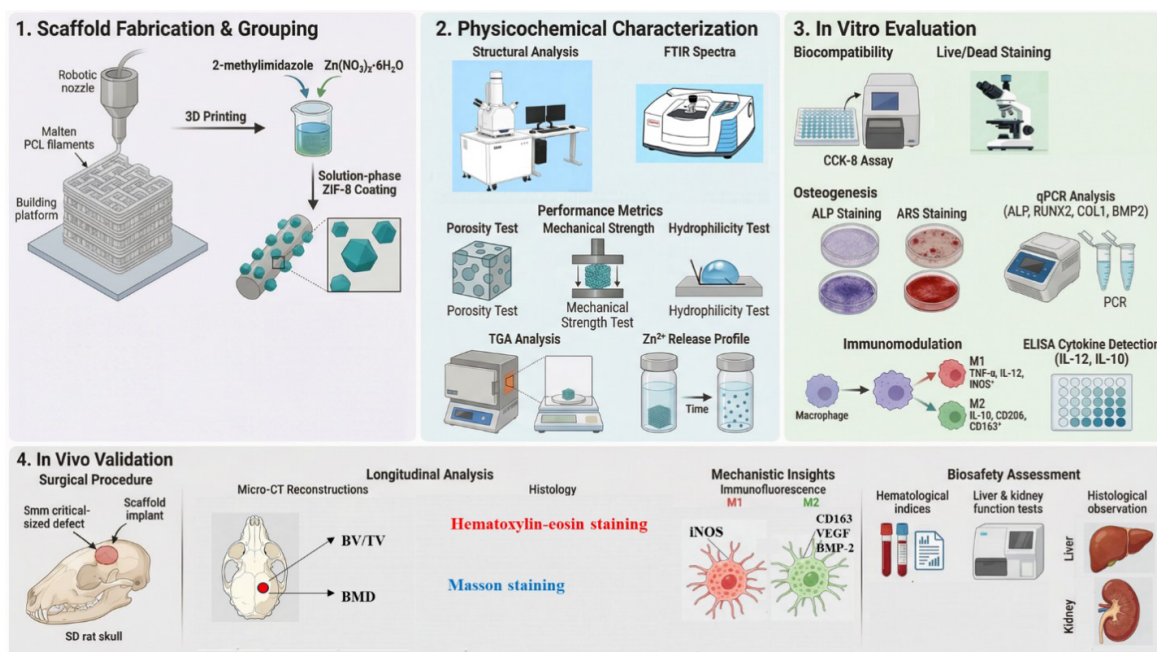 1. Scaffold Fabrication & Grouping
Robotic
nozzle
2-methylimidazole
Zn(NO₃)₂·6H₂O
3D Printing
Malten
PCL filaments
Building
platform
Solution-phase
ZIF-8 Coating
2. Physicochemical Characterization
Structural Analysis
FTIR Spectra
Performance Metrics
Porosity Test
Mechanical Strength
Hydrophilicity Test
Porosity Test
Mechanical
Strength Test
Hydrophilicity Test
TGA Analysis
Zn²⁺ Release Profile
Time
3. In Vitro Evaluation
Biocompatibility
Live/Dead Staining
CCK-8 Assay
Osteogenesis
ALP Staining
ARS Staining
qPCR Analysis
(ALP, RUNX2, COL1, BMP2)
PCR
Immunomodulation
Macrophage
M1
TNF-α, IL-12,
INOS⁺
M2
IL-10, CD206,
CD163⁺
ELISA Cytokine Detection
(IL-12, IL-10)
4. In Vivo Validation
Surgical Procedure
Smm critical-
sized defect
Scaffold
implant
SD rat skull
Longitudinal Analysis
Micro-CT Reconstructions
BV/TV
BMD
Histology
Hematoxylin-eosin staining
Masson staining
Mechanistic Insights
Immunofluorescence
M1
M2
iNOS
CD163
VEGF
BMP-2
Biosafety Assessment
Hematological
indices
Liver & kidney
function tests
Histological
observation
Liver
Kidney